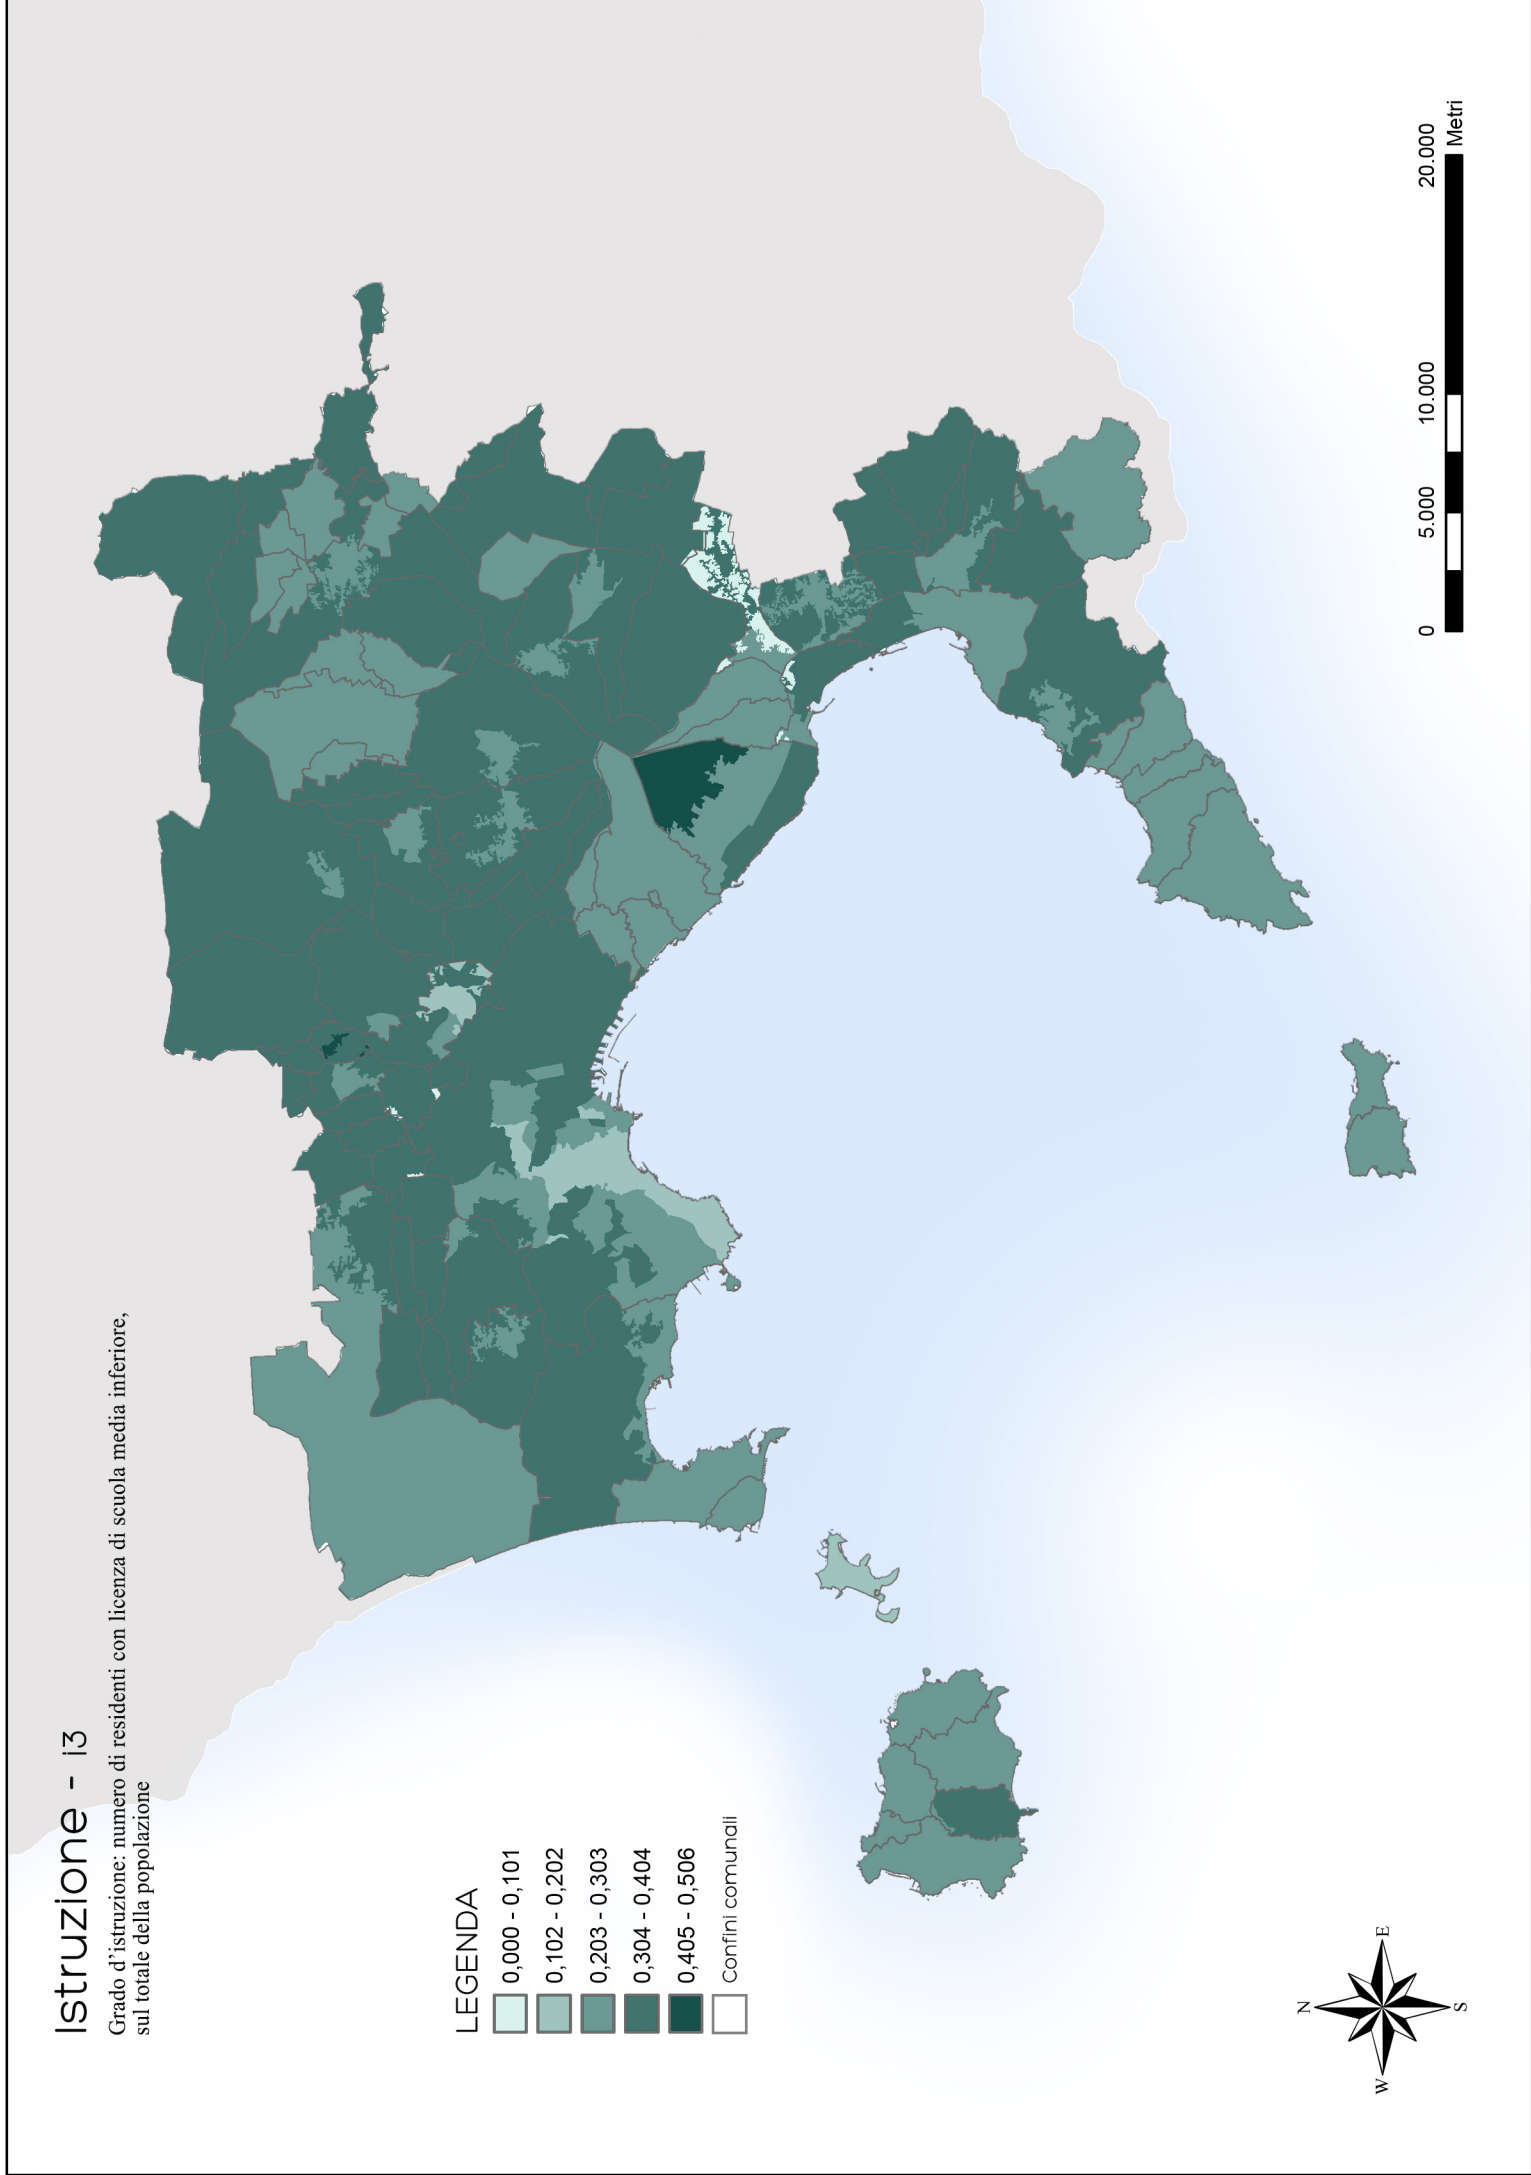 Istruzione - i3
Grado d'istruzione: numero di residenti con licenza di scuola media inferiore,
sul totale della popolazione
LEGENDA
0,000 - 0,101
0,102 - 0,202
0,203 - 0,303
0,304 - 0,404
0,405 - 0,506
Confini comunali
N
W
E
S
0
5.000
10.000
20.000
Metri